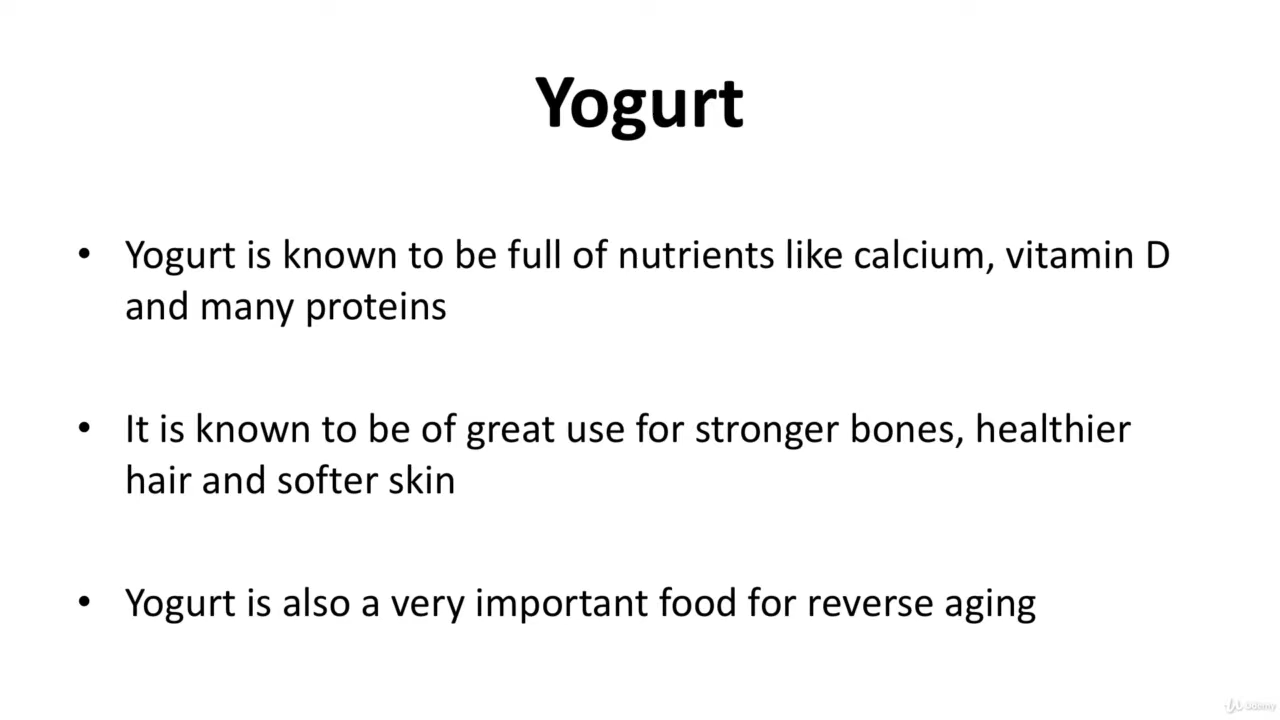 Yogurt
• Yogurt is known to be full of nutrients like calcium, vitamin D
and many proteins
• It is known to be of great use for stronger bones, healthier
hair and softer skin
• Yogurt is also a very important food for reverse aging
Udemy